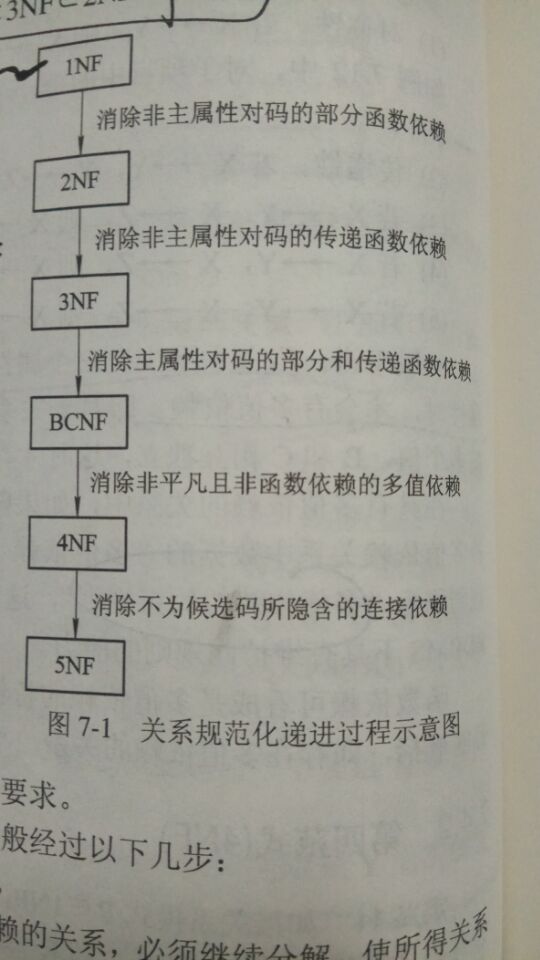 3NF⊂2N
1NF
消除非主属性对码的部分函数依赖
2NF
消除非主属性对码的传递函数依赖
3NF
消除主属性对码的部分和传递函数依赖
BCNF
消除非平凡且非函数依赖的多值依赖
4NF
消除不为候选码所隐含的连接依赖
5NF
图 7-1 关系规范化递进过程示意图
要求。
般经过以下几步：
赖的关系，必须继续分解，使所得关系